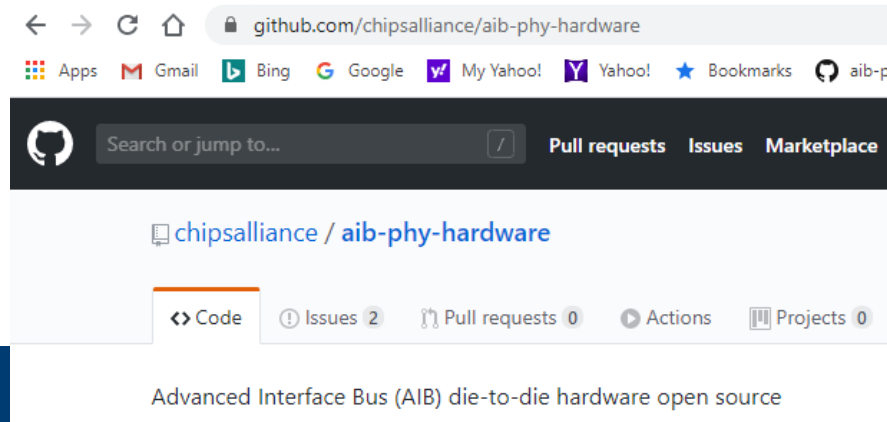 github.com/chipsalliance/aib-phy-hardware
Apps Gmail Bing Google My Yahoo! Yahoo! Bookmarks
Search or jump to... / Pull requests Issues Marketplace
chipsalliance / aib-phy-hardware
Code Issues 2 Pull requests 0 Actions Projects 0
Advanced Interface Bus (AIB) die-to-die hardware open source